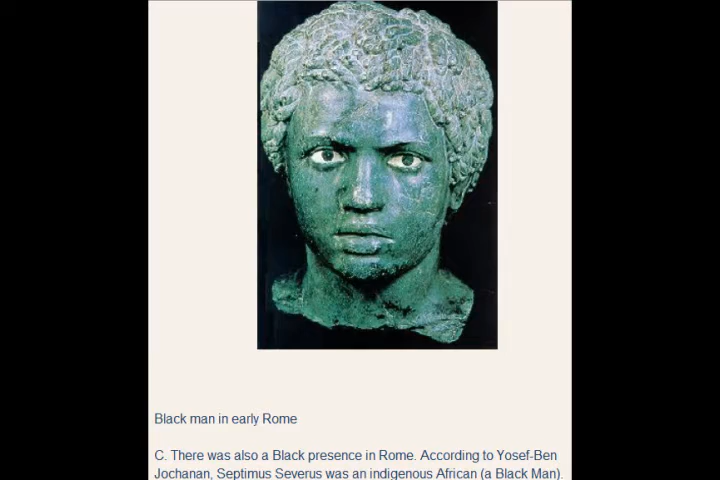 Black man in early Rome
C. There was also a Black presence in Rome. According to Yosef-Ben
Jochanan, Septimus Severus was an indigenous African (a Black Man).